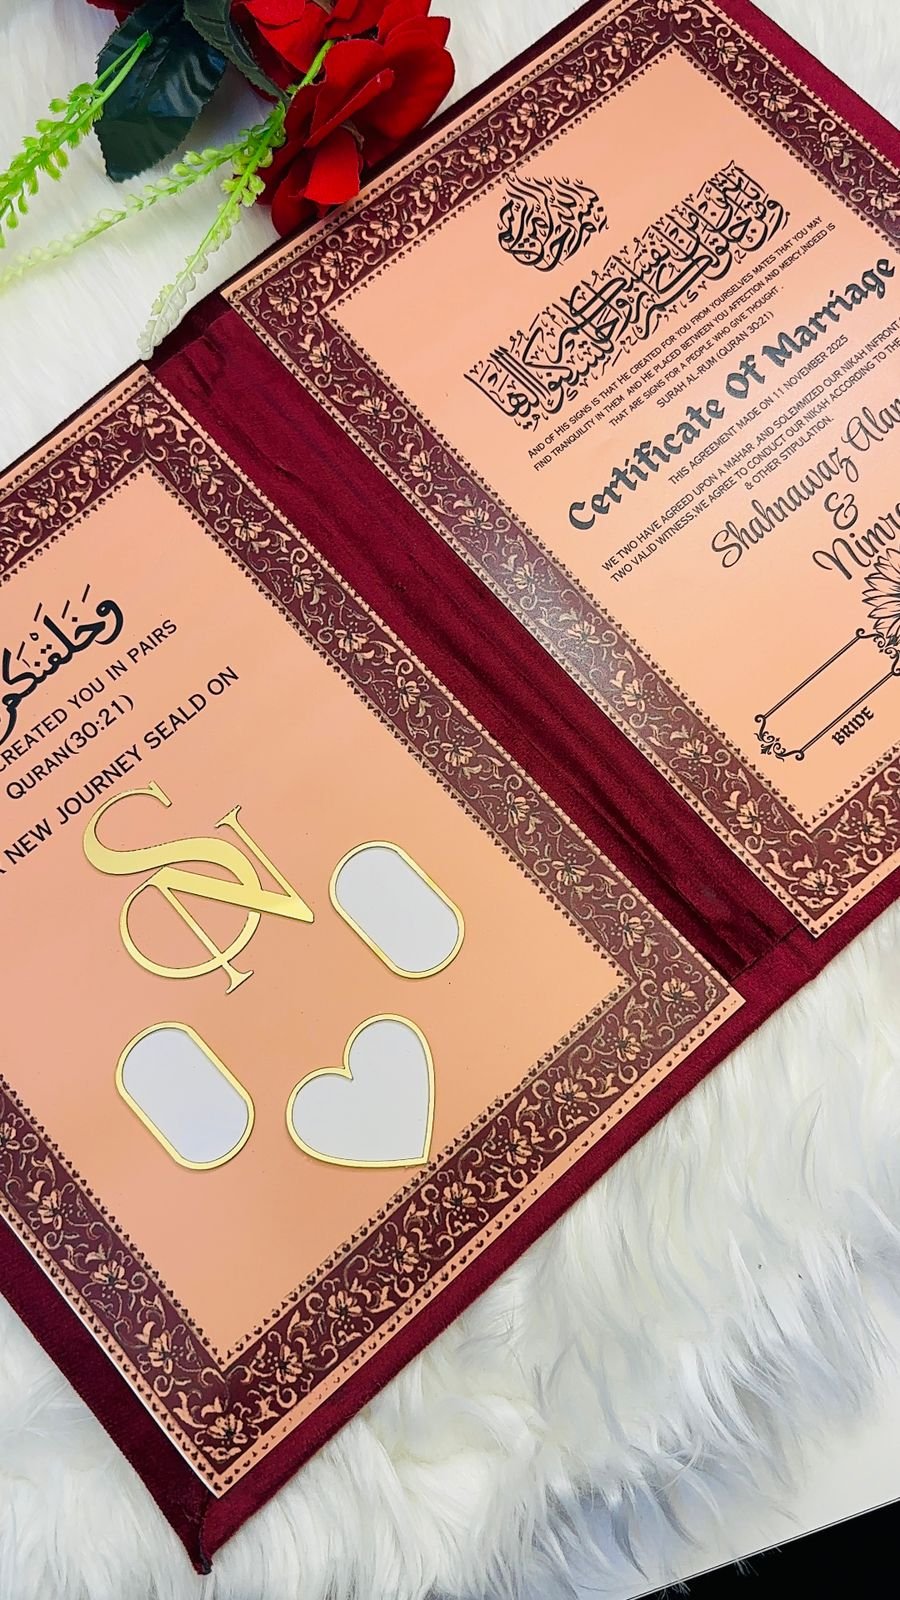 وَخَلَقْنَكُمْ
CREATED YOU IN PAIRS
QURAN(30:21)
NEW JOURNEY SEALD ON
S N
AND OF HIS SIGNS IS THAT HE CREATED FOR YOU FROM YOURSELVES MATES THAT YOU MAY
FIND TRANQUILITY IN THEM AND HE PLACED BETWEEN YOU AFFECTION AND MERCY.INDEED IS
THAT ARE SIGNS FOR A PEOPLE WHO GIVE THOUGHT .
SURAH AL-RUM (QURAN 30:21)
Certificate Of Marriage
THIS AGREEMENT MADE ON 11 NOVEMBER 2025
WE TWO HAVE AGREED UPON A MAHAR ,AND SOLEMMIZED OUR NIKAH INFRONT
TWO VALID WITNESS.WE AGREE TO CONDUCT OUR NIKAH ACCORDING TO THE
& OTHER STIPULATION.
Shahnawaz Alam
&
Nimra
BRIDE